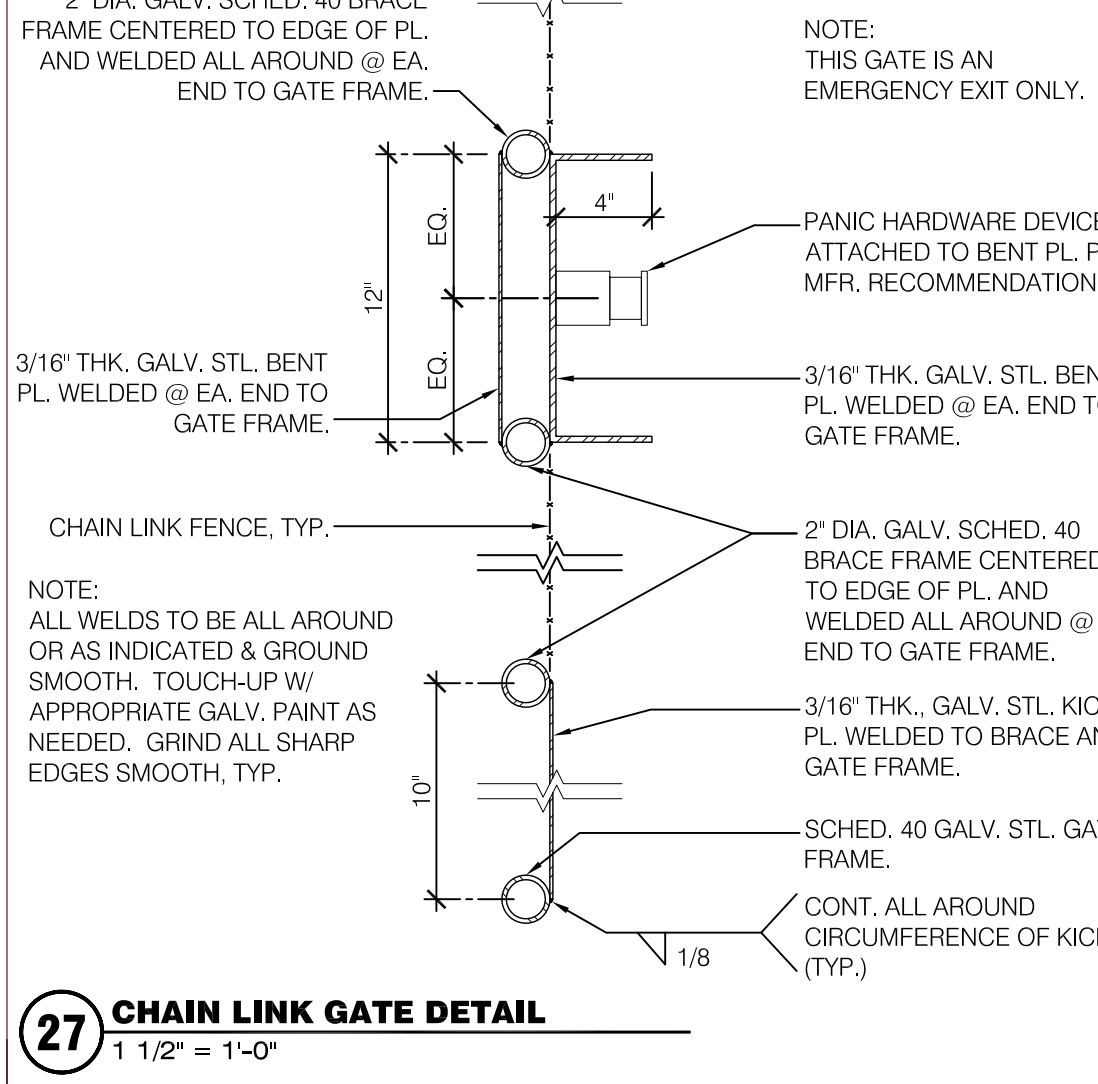 2" DIA. GALV. SCHED. 40 BRACE
FRAME CENTERED TO EDGE OF PL.
AND WELDED ALL AROUND @ EA.
END TO GATE FRAME.
NOTE:
THIS GATE IS AN
EMERGENCY EXIT ONLY.
4"
EQ.
12"
EQ.
PANIC HARDWARE DEVICE
ATTACHED TO BENT PL.
MFR. RECOMMENDATION
3/16" THK. GALV. STL. BENT
PL. WELDED @ EA. END TO
GATE FRAME.
3/16" THK. GALV. STL. BENT
PL. WELDED @ EA. END TO
GATE FRAME.
CHAIN LINK FENCE, TYP.
2" DIA. GALV. SCHED. 40
BRACE FRAME CENTERED
TO EDGE OF PL. AND
WELDED ALL AROUND @
END TO GATE FRAME.
NOTE:
ALL WELDS TO BE ALL AROUND
OR AS INDICATED & GROUND
SMOOTH. TOUCH-UP W/
APPROPRIATE GALV. PAINT AS
NEEDED. GRIND ALL SHARP
EDGES SMOOTH, TYP.
10"
3/16" THK., GALV. STL.
PL. WELDED TO BRACE
GATE FRAME.
SCHED. 40 GALV. STL.
FRAME.
CONT. ALL AROUND
CIRCUMFERENCE OF
(TYP.)
1/8
27
CHAIN LINK GATE DETAIL
1 1/2" = 1'-0"